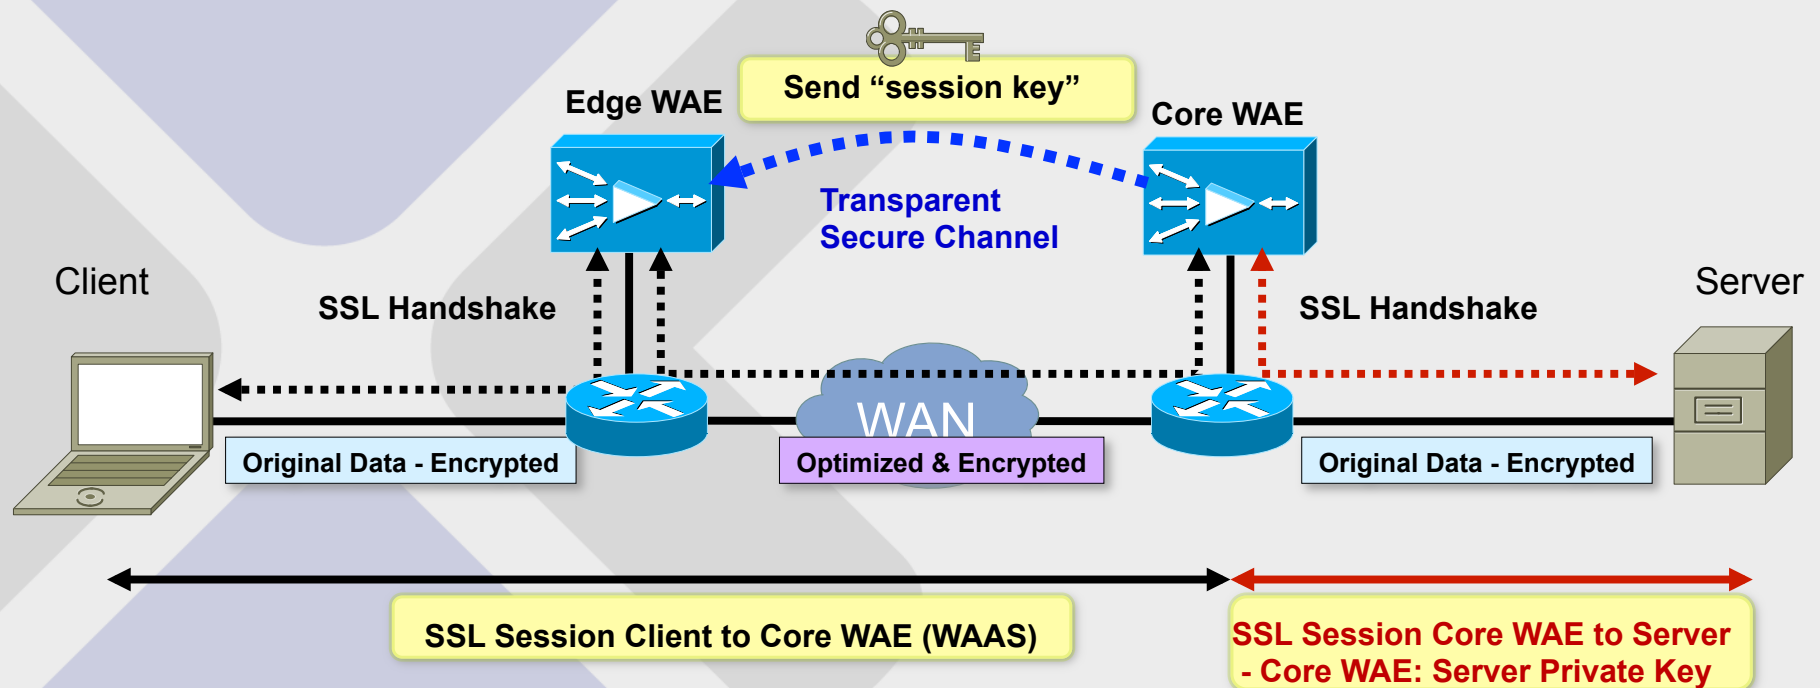 Send “session key”
Edge WAE
Core WAE
Transparent
Secure Channel
Client
Server
SSL Handshake
SSL Handshake
WAN
Original Data - Encrypted
Optimized & Encrypted
Original Data - Encrypted
SSL Session Client to Core WAE (WAAS)
SSL Session Core WAE to Server
- Core WAE: Server Private Key